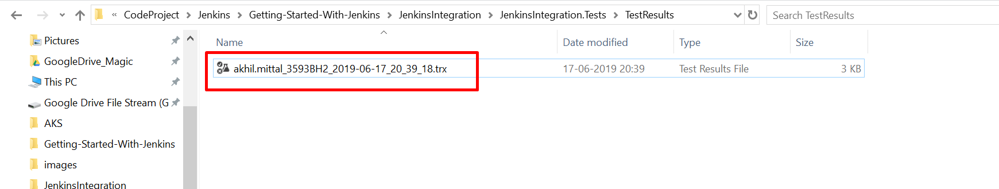 « CodeProject > Jenkins > Getting-Started-With-Jenkins > JenkinsIntegration > JenkinsIntegration.Tests > TestResults
Search TestResults
Pictures
GoogleDrive_Magic
This PC
Google Drive File Stream (G
AKS
Getting-Started-With-Jenkins
images
JenkinsIntegration
Name Date modified Type Size
akhil.mittal_3593BH2_2019-06-17_20_39_18.trx 17-06-2019 20:39 Test Results File 3 KB